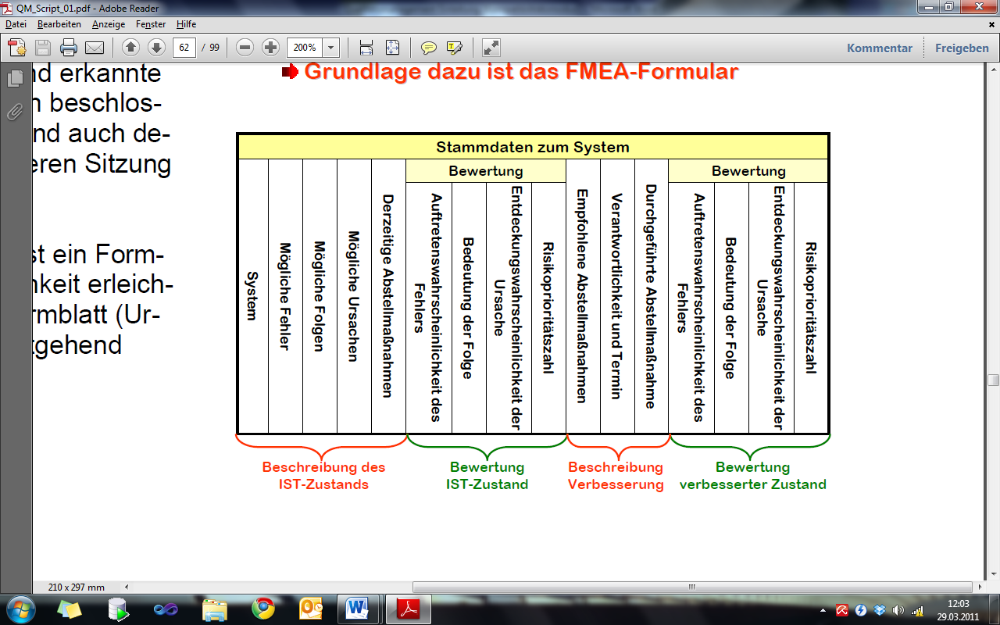 QM_Script_01.pdf - Adobe Reader
Datei Bearbeiten Anzeige Fenster Hilfe
62 / 99 200% Kommentar Freigeben
nd erkannte
n beschlos-
nd auch de-
eren Sitzung
st ein Form-
nkeit erleich-
rmblatt (Ur-
tgehend
Grundlage dazu ist das FMEA-Formular
Stammdaten zum System
System
Mögliche Fehler
Mögliche Folgen
Mögliche Ursachen
Derzeitige Abstellmaßnahmen
Bewertung
Auftretenswahrscheinlichkeit des
Fehlers
Bedeutung der Folge
Entdeckungswahrscheinlichkeit der
Ursache
Risikoprioritätszahl
Empfohlene Abstellmaßnahmen
Verantwortlichkeit und Termin
Durchgeführte Abstellmaßnahme
Bewertung
Auftretenswahrscheinlichkeit des
Fehlers
Bedeutung der Folge
Entdeckungswahrscheinlichkeit der
Ursache
Risikoprioritätszahl
Beschreibung des
IST-Zustands
Bewertung
IST-Zustand
Beschreibung
Verbesserung
Bewertung
verbesserter Zustand
210 x 297 mm
12:03
29.03.2011